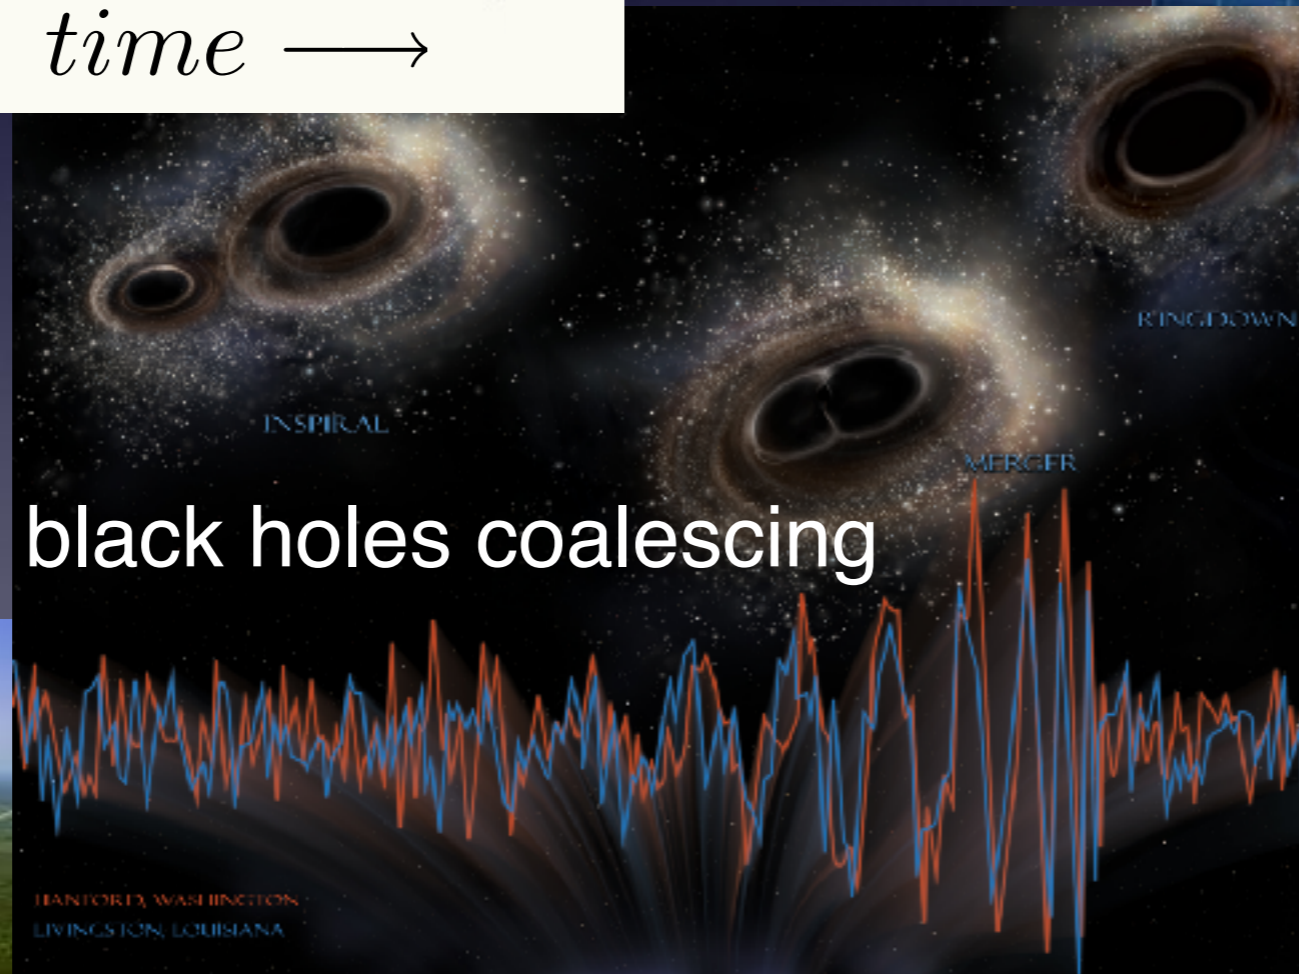 time ⟶
RINGDOWN
INSPIRAL
MERGER
black holes coalescing
HANFORD, WASHINGTON
LIVINGSTON, LOUISIANA